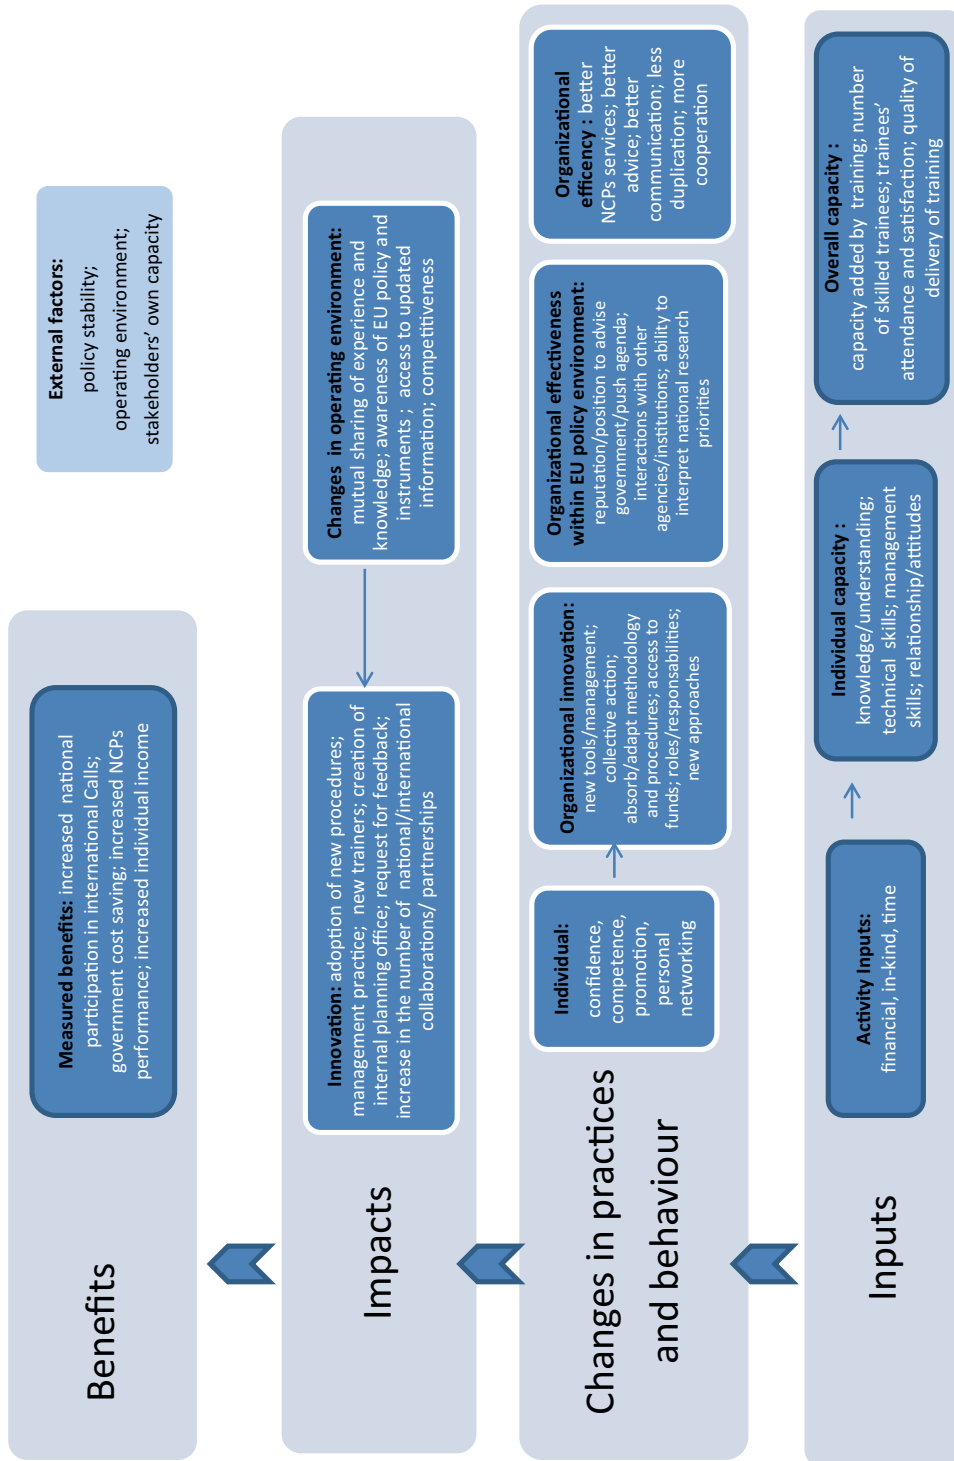 Benefits
Measured benefits: increased national
participation in international Calls;
government cost saving; increased NCPs
performance; increased individual income
External factors:
policy stability;
operating environment;
stakeholders’ own capacity
Impacts
Innovation: adoption of new procedures;
management practice; new trainers; creation of
internal planning office; request for feedback;
increase in the number of national/international
collaborations/ partnerships
Changes in operating environment:
mutual sharing of experience and
knowledge; awareness of EU policy and
instruments ; access to updated
information; competitiveness
Changes in practices
and behaviour
Individual:
confidence,
competence,
promotion,
personal
networking
Organizational innovation:
new tools/management;
collective action;
absorb/adapt methodology
and procedures; access to
funds; roles/responsabilities;
new approaches
Organizational effectiveness
within EU policy environment:
reputation/position to advise
government/push agenda;
interactions with other
agencies/institutions; ability to
interpret national research
priorities
Organizational
efficency : better
NCPs services; better
advice; better
communication; less
duplication; more
cooperation
Inputs
Activity Inputs:
financial, in-kind, time
Individual capacity :
knowledge/understanding;
technical skills; management
skills; relationship/attitudes
Overall capacity :
capacity added by training; number
of skilled trainees; trainees’
attendance and satisfaction; quality of
delivery of training